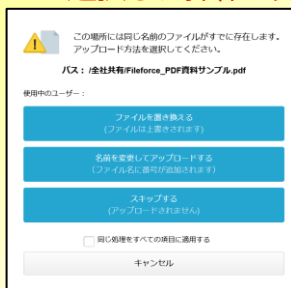 この場所には同じ名前のファイルがすでに存在します。
アップロード方法を選択してください。
パス： /全社共有/Fileforce_PDF資料サンプル.pdf
使用中のユーザー：
ファイルを置き換える
(ファイルは上書きされます)
名前を変更してアップロードする
(ファイル名に番号が追加されます)
スキップする
(アップロードされません)
同じ処理をすべての項目に適用する
キャンセル